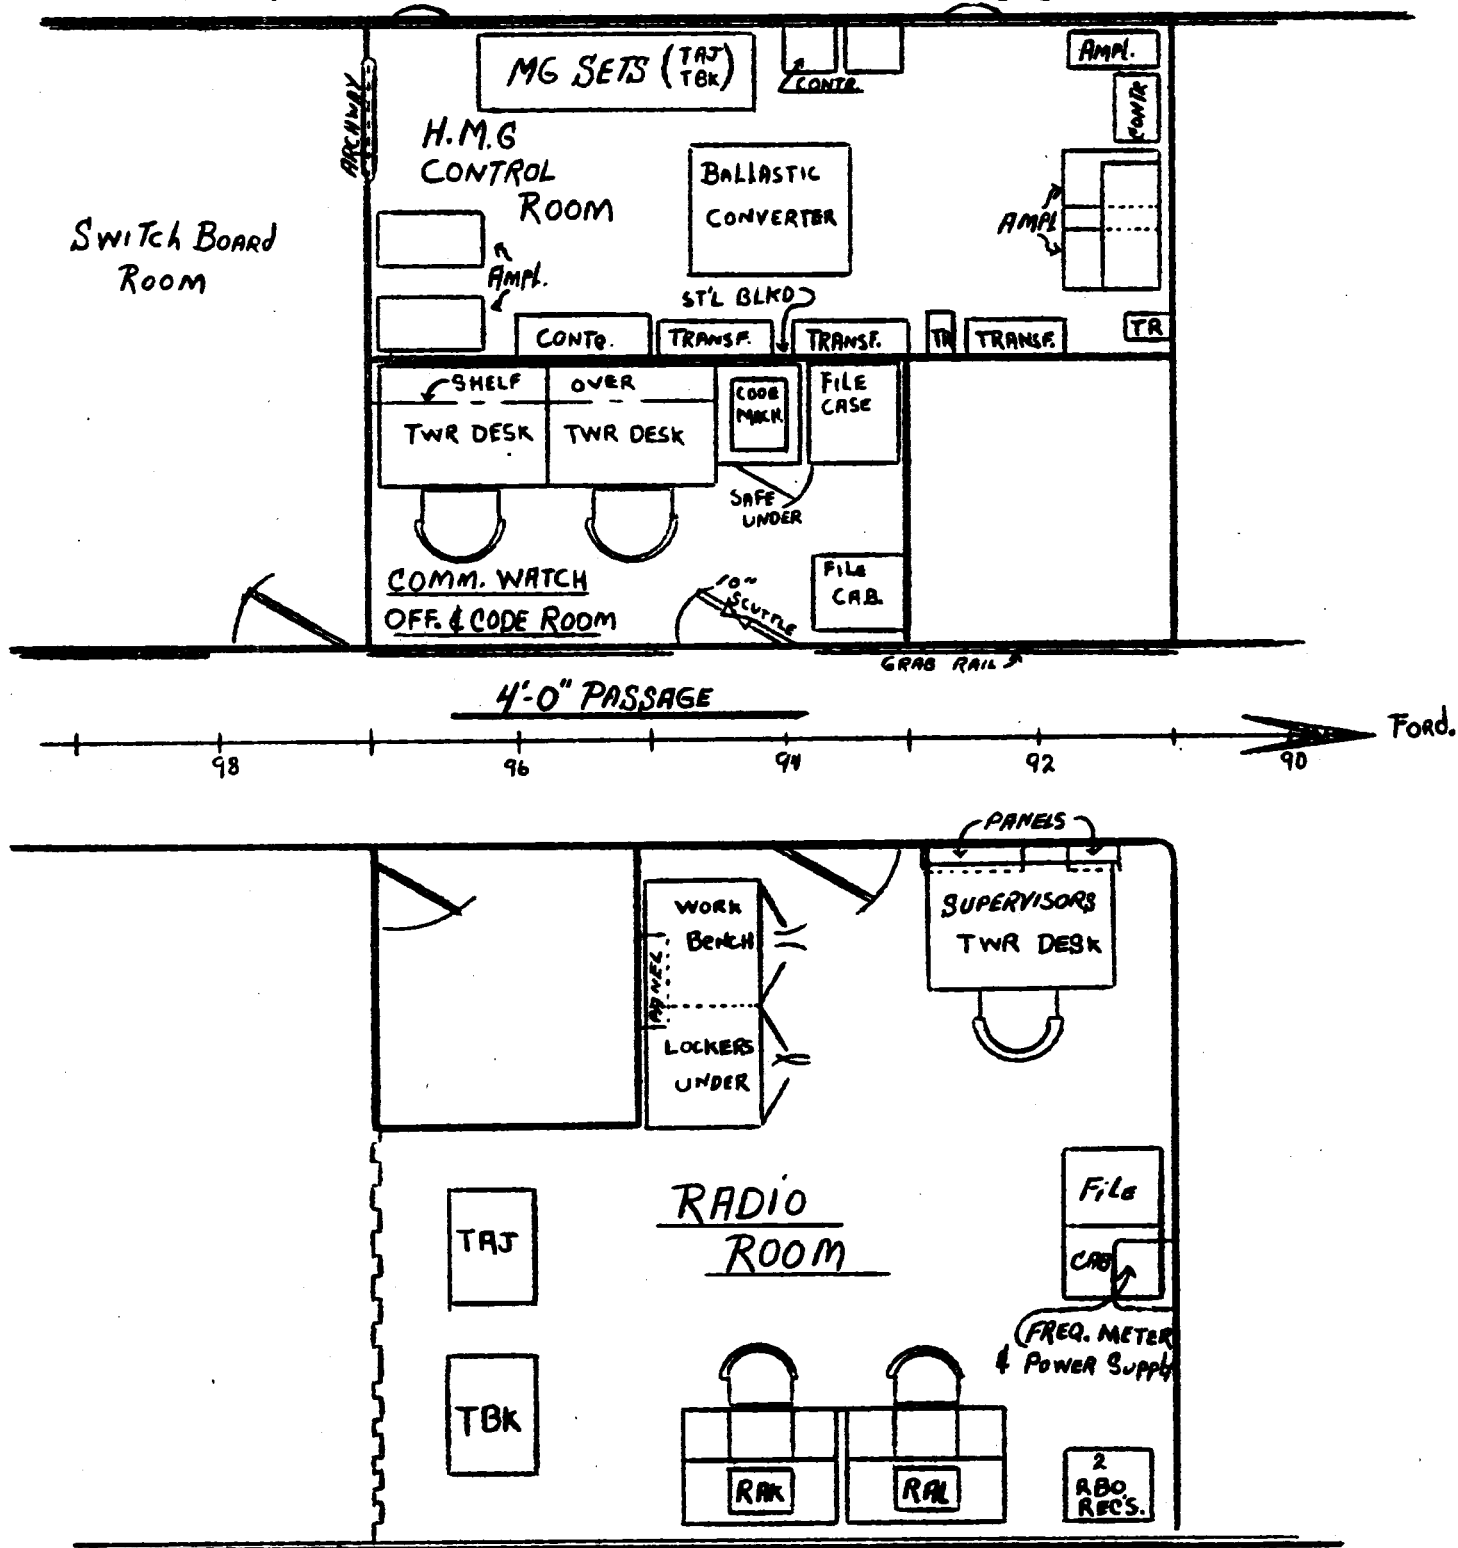 MG SETS (TAJ
TBK)
CONTR.
AMPL.
CONTR
ARCHWAY
H.M.G
CONTROL
ROOM
BALLASTIC
CONVERTER
AMPL
SWITCH BOARD
ROOM
AMPL.
ST'L BLKD
CONTR.
TRANSF.
TRANSF.
TR
TRANSF.
TR
SHELF OVER
TWR DESK
TWR DESK
CODE
MACH.
FILE
CASE
SAFE
UNDER
COMM. WATCH
OFF. & CODE ROOM
10"
SCUTTLE
FILE
CAB.
GRAB RAIL
4'-0" PASSAGE
FORD.
98 96 94 92 90
PANELS
WORK
BENCH
PANEL
LOCKERS
UNDER
SUPERVISORS
TWR DESK
RADIO
ROOM
TAJ
TBK
FILE
CAB
FREQ. METER
& POWER SUPPLY
RAK
RAL
2
RBO
REC'S.